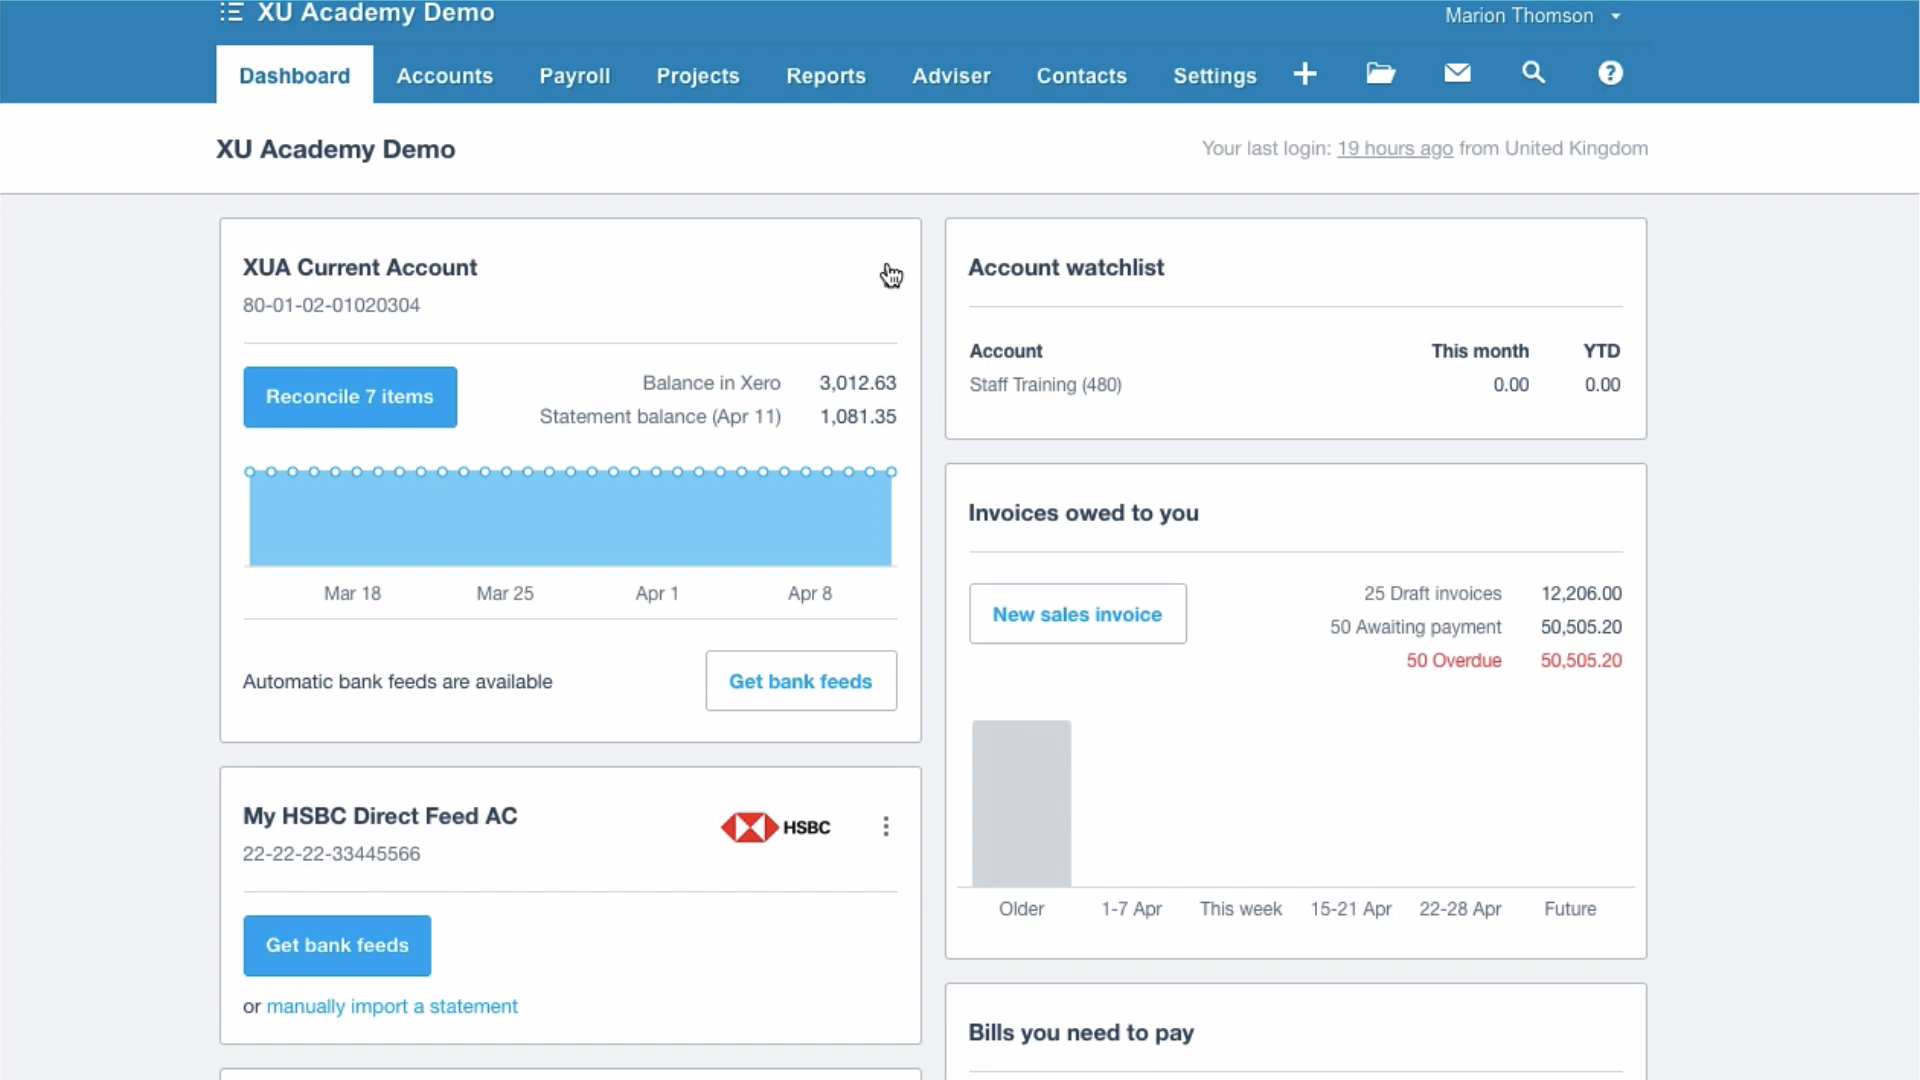 XU Academy Demo
Marion Thomson
Dashboard Accounts Payroll Projects Reports Adviser Contacts Settings
XU Academy Demo
Your last login: 19 hours ago from United Kingdom
XUA Current Account
80-01-02-01020304
Reconcile 7 items
Balance in Xero 3,012.63
Statement balance (Apr 11) 1,081.35
Mar 18 Mar 25 Apr 1 Apr 8
Automatic bank feeds are available
Get bank feeds
My HSBC Direct Feed AC
HSBC
22-22-22-33445566
Get bank feeds
or manually import a statement
Account watchlist
Account This month YTD
Staff Training (480) 0.00 0.00
Invoices owed to you
New sales invoice
25 Draft invoices 12,206.00
50 Awaiting payment 50,505.20
50 Overdue 50,505.20
Older 1-7 Apr This week 15-21 Apr 22-28 Apr Future
Bills you need to pay